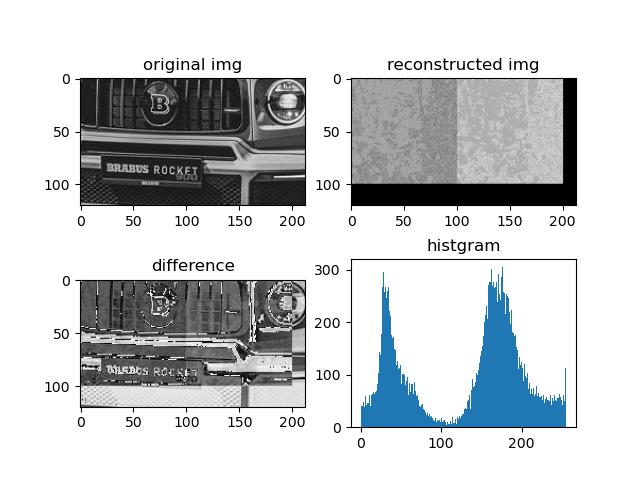 original img
reconstructed img
0
50
100
0 50 100 150 200
B
BRABUS ROCKET
900
BRABUS
0
50
100
0 50 100 150 200
difference
histgram
0
50
100
0 50 100 150 200
B
BRABUS ROCKET
300
200
100
0
0 100 200